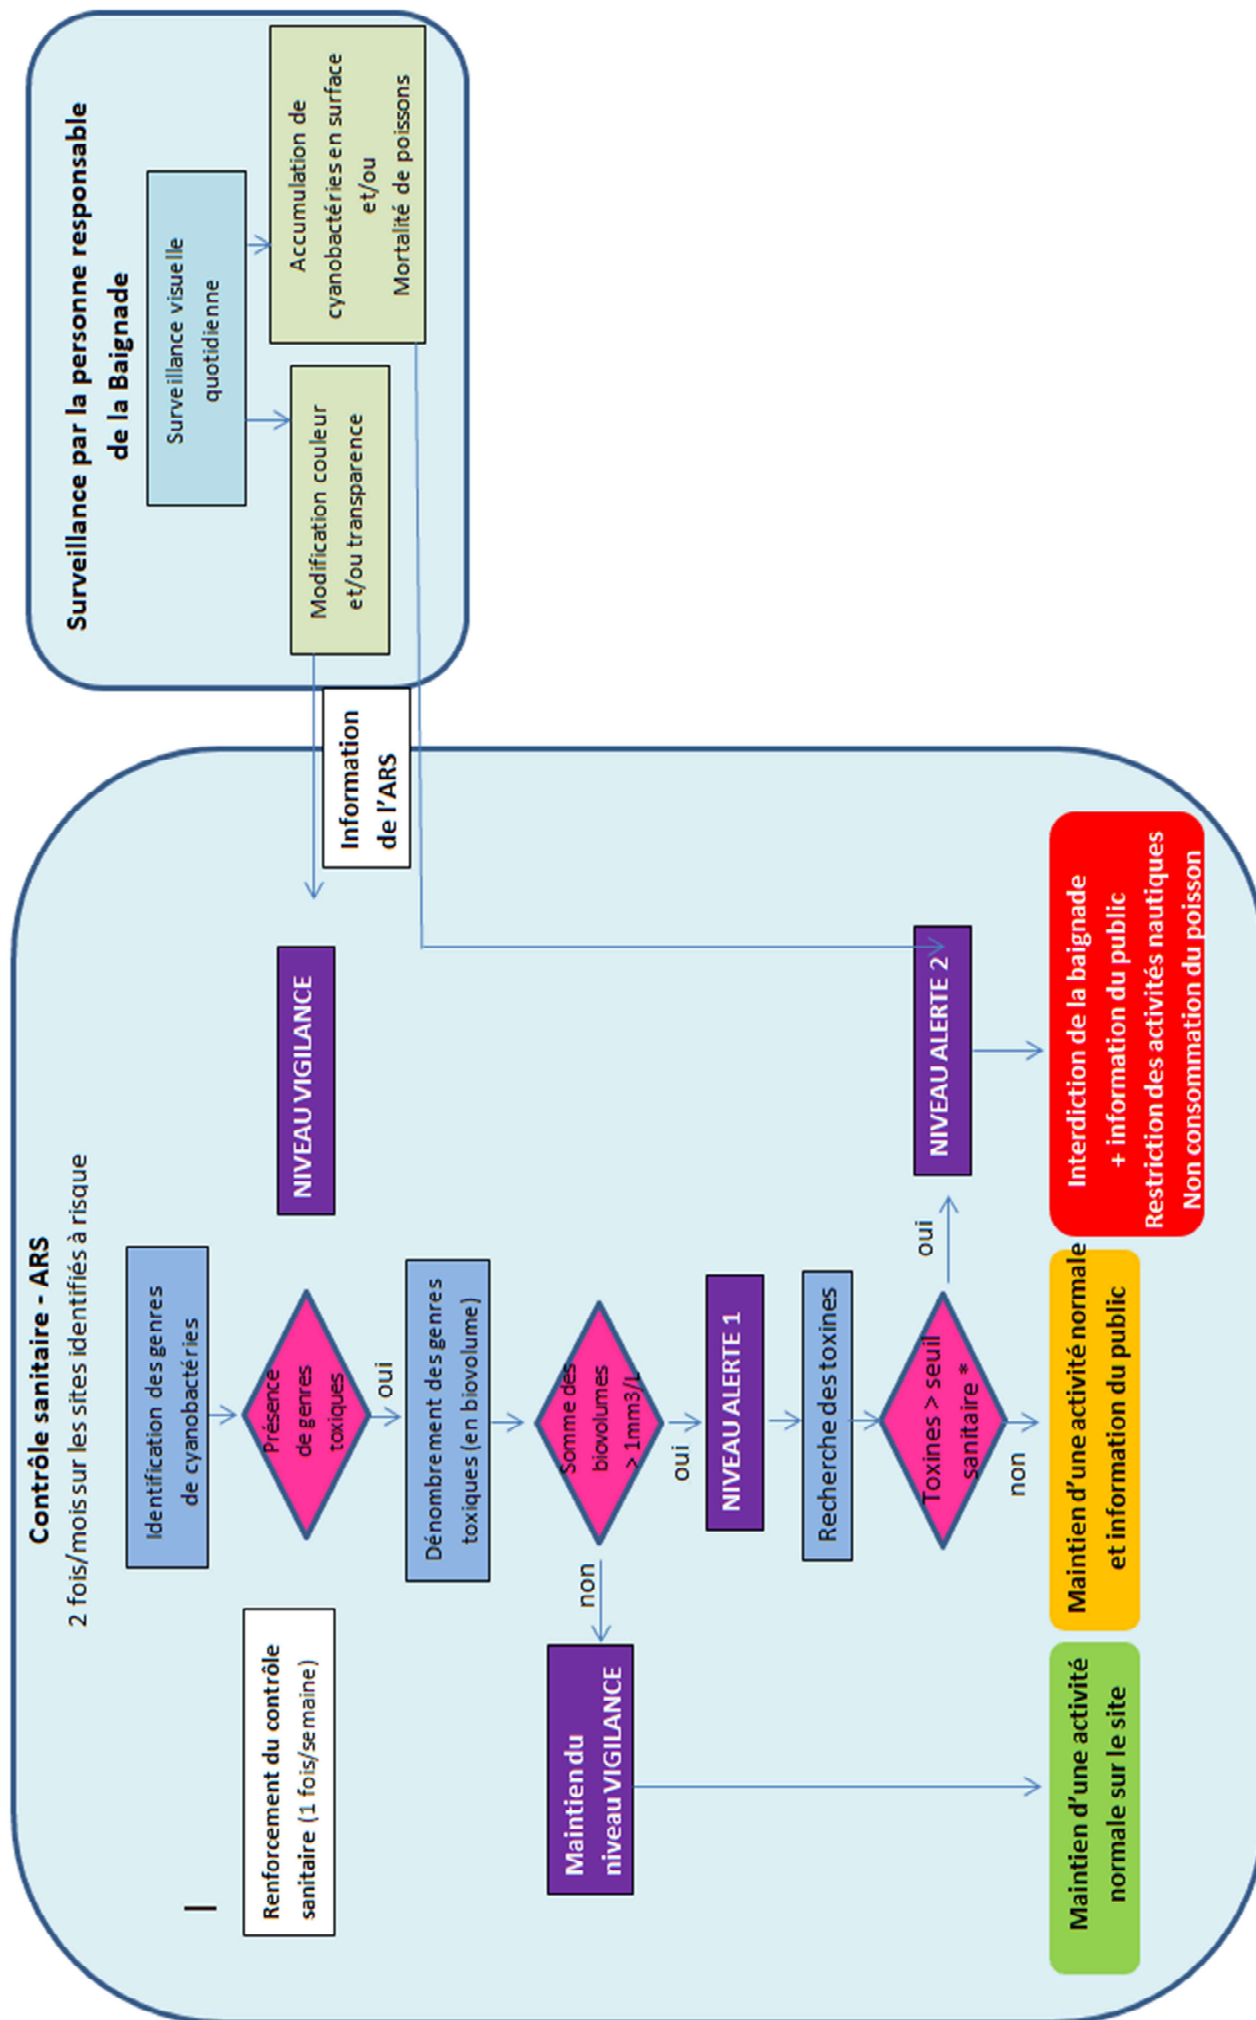 Contrôle sanitaire - ARS
2 fois/mois sur les sites identifiés à risque
Identification des genres
de cyanobactéries
Renforcement du contrôle
sanitaire (1 fois/semaine)
Présence
de genres
toxiques
NIVEAU VIGILANCE
oui
Dénombrement des genres
toxiques (en biovolume)
Somme des
biovolumes
> 1mm3/L
non
Maintien du
niveau VIGILANCE
oui
NIVEAU ALERTE 1
Recherche des toxines
Toxines > seuil
sanitaire *
oui
NIVEAU ALERTE 2
non
Maintien d'une activité
normale sur le site
Maintien d'une activité normale
et information du public
Interdiction de la baignade
+ information du public
Restriction des activités nautiques
Non consommation du poisson
Information
de l'ARS
Surveillance par la personne responsable
de la Baignade
Surveillance visuelle
quotidienne
Modification couleur
et/ou transparence
Accumulation de
cyanobactéries en surface
et/ou
Mortalité de poissons